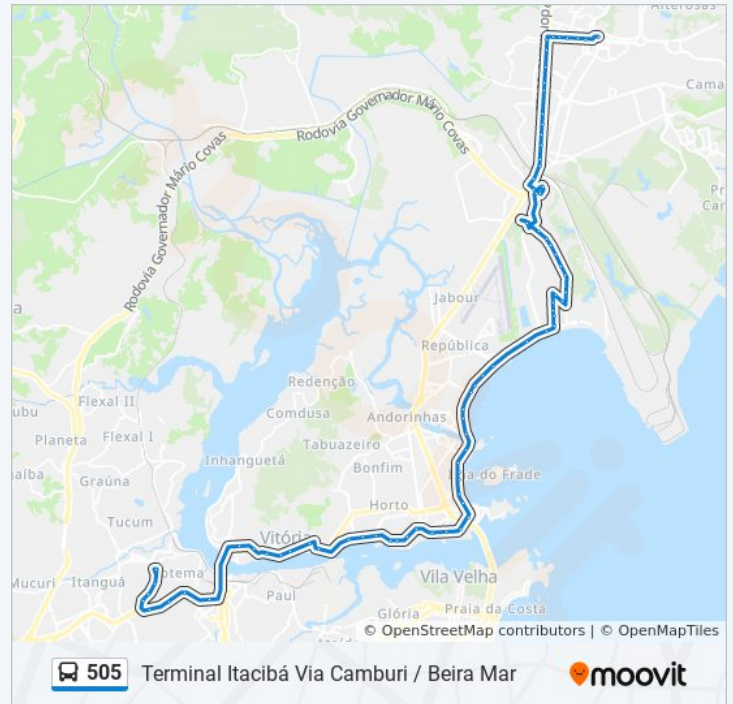 Alterosas
Cama
Rodovia Governador Mário Covas
Rodovia Governador Mário Covas
Pr
Car
Jabour
República
Redenção
Comdusa
Andorinhas
Flexal II
Planeta
Flexal I
Tabuazeiro
Inhanguetá
Bonfim
Graúna
Horto
Tucum
Vitória
Mucuri
Itanguá
Paul
Vila Velha
Glória
Praia da Costa
© OpenStreetMap contributors | © OpenMapTiles
505 Terminal Itacibá Via Camburi / Beira Mar
moovit